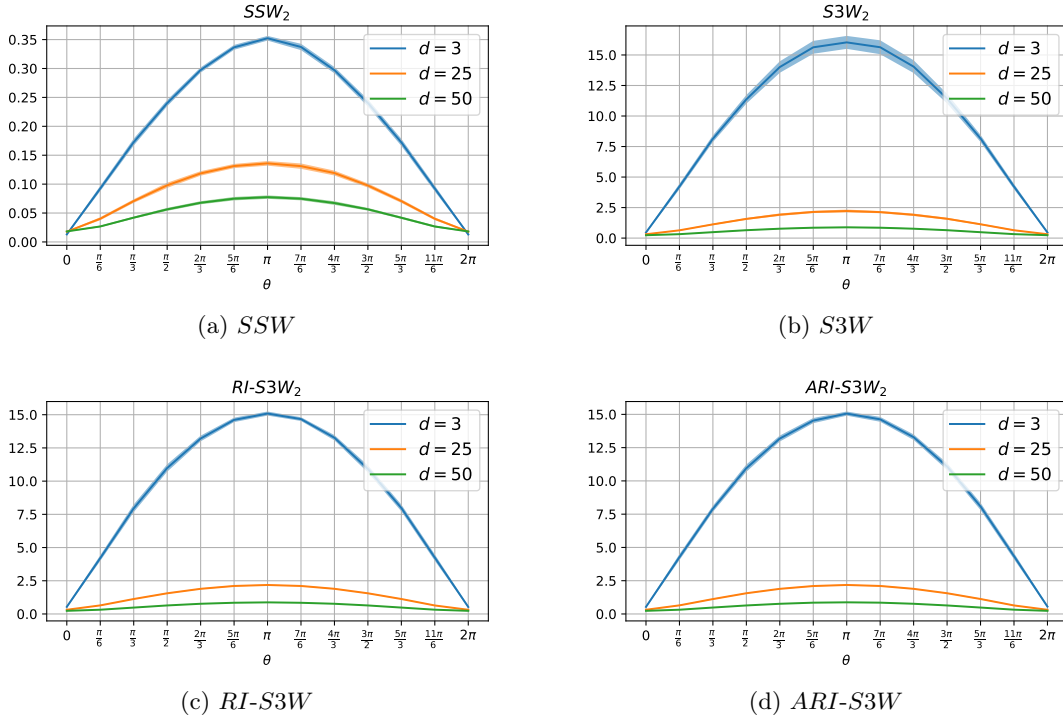 SSW₂
0.35
0.30
0.25
0.20
0.15
0.10
0.05
0.00
d = 3
d = 25
d = 50
0 π/6 π/3 π/2 2π/3 5π/6 π 7π/6 4π/3 3π/2 5π/3 11π/6 2π
θ
(a) SSW
S3W₂
15.0
12.5
10.0
7.5
5.0
2.5
0.0
d = 3
d = 25
d = 50
0 π/6 π/3 π/2 2π/3 5π/6 π 7π/6 4π/3 3π/2 5π/3 11π/6 2π
θ
(b) S3W
RI-S3W₂
15.0
12.5
10.0
7.5
5.0
2.5
0.0
d = 3
d = 25
d = 50
0 π/6 π/3 π/2 2π/3 5π/6 π 7π/6 4π/3 3π/2 5π/3 11π/6 2π
θ
(c) RI-S3W
ARI-S3W₂
15.0
12.5
10.0
7.5
5.0
2.5
0.0
d = 3
d = 25
d = 50
0 π/6 π/3 π/2 2π/3 5π/6 π 7π/6 4π/3 3π/2 5π/3 11π/6 2π
θ
(d) ARI-S3W